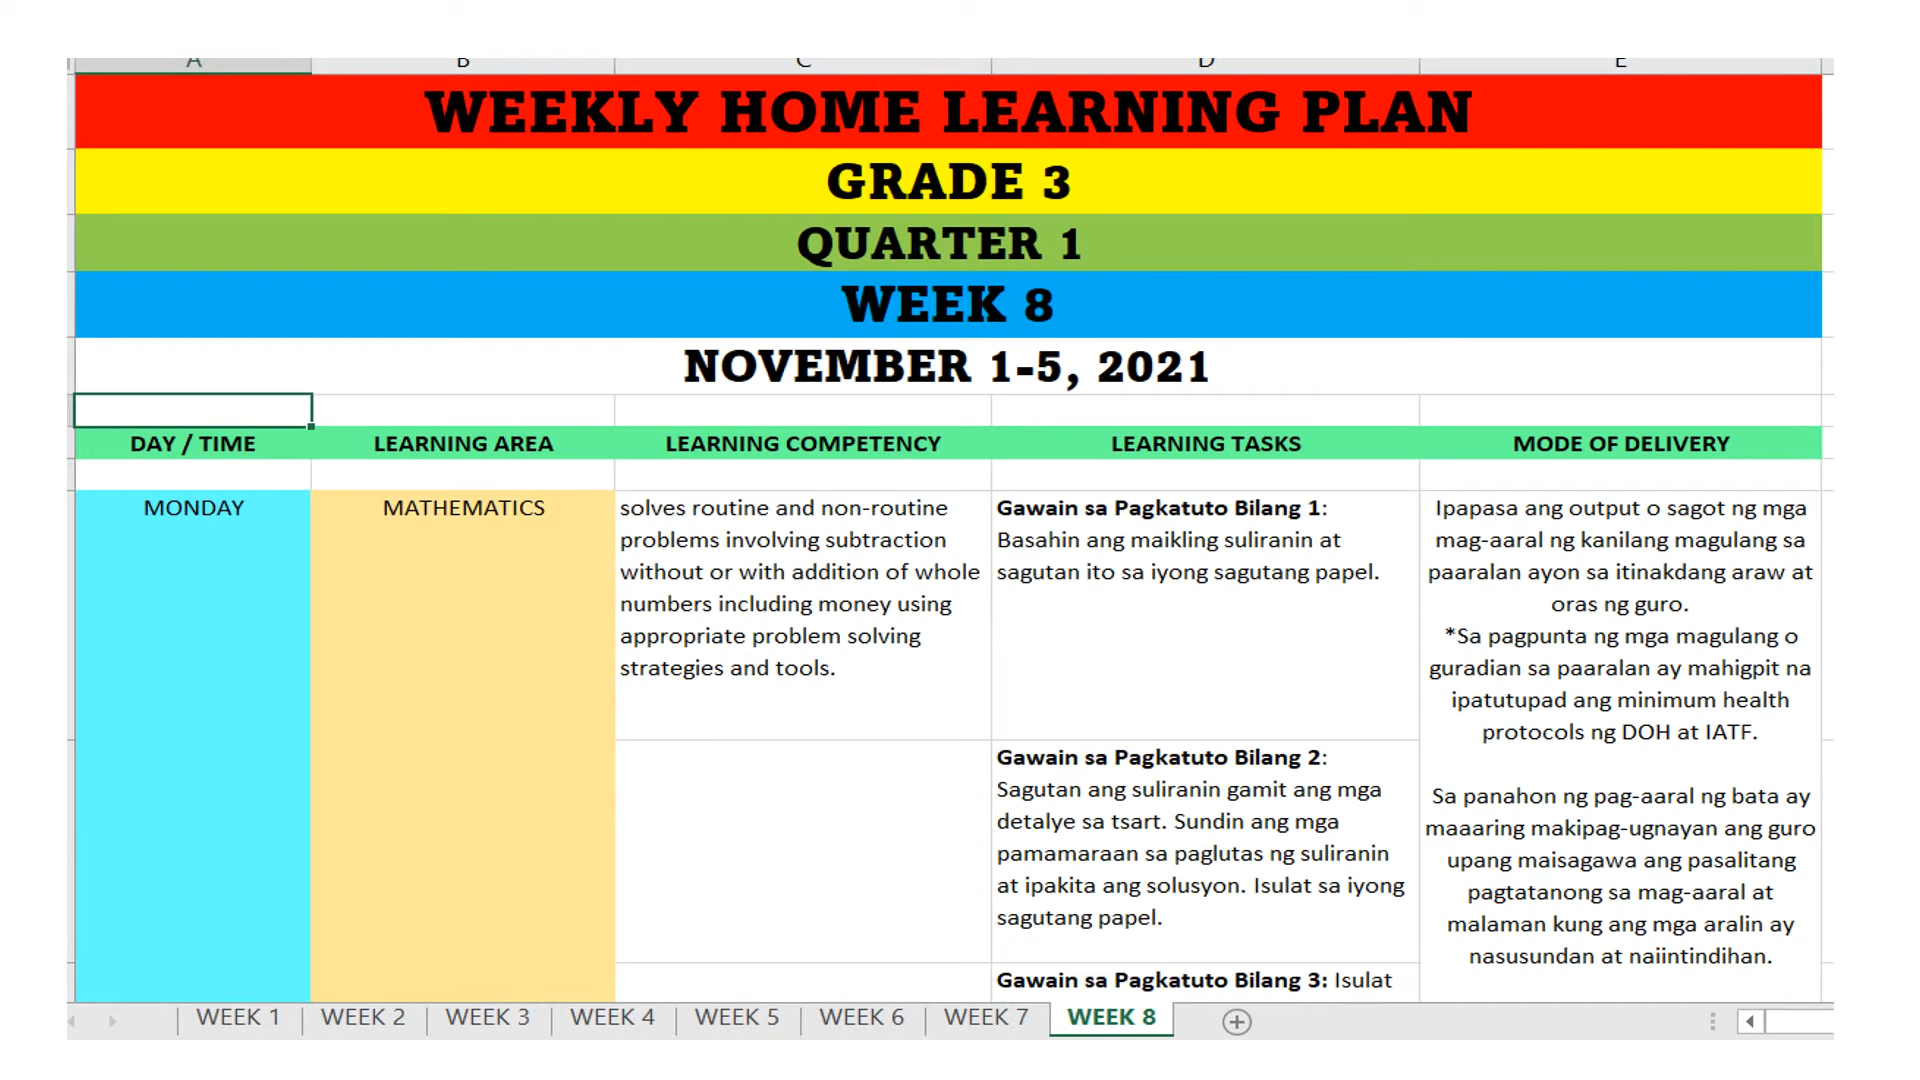 A B C D E
WEEKLY HOME LEARNING PLAN
GRADE 3
QUARTER 1
WEEK 8
NOVEMBER 1-5, 2021
DAY / TIME
LEARNING AREA
LEARNING COMPETENCY
LEARNING TASKS
MODE OF DELIVERY
MONDAY
MATHEMATICS
solves routine and non-routine
problems involving subtraction
without or with addition of whole
numbers including money using
appropriate problem solving
strategies and tools.
Gawain sa Pagkatuto Bilang 1:
Basahin ang maikling suliranin at
sagutan ito sa iyong sagutang papel.
Gawain sa Pagkatuto Bilang 2:
Sagutan ang suliranin gamit ang mga
detalye sa tsart. Sundin ang mga
pamamaraan sa paglutas ng suliranin
at ipakita ang solusyon. Isulat sa iyong
sagutang papel.
Gawain sa Pagkatuto Bilang 3: Isulat
Ipapasa ang output o sagot ng mga
mag-aaral ng kanilang magulang sa
paaralan ayon sa itinakdang araw at
oras ng guro.
*Sa pagpunta ng mga magulang o
guradian sa paaralan ay mahigpit na
ipatutupad ang minimum health
protocols ng DOH at IATF.
Sa panahon ng pag-aaral ng bata ay
maaaring makipag-ugnayan ang guro
upang maisagawa ang pasalitang
pagtatanong sa mag-aaral at
malaman kung ang mga aralin ay
nasusundan at naiintindihan.
WEEK 1 WEEK 2 WEEK 3 WEEK 4 WEEK 5 WEEK 6 WEEK 7 WEEK 8